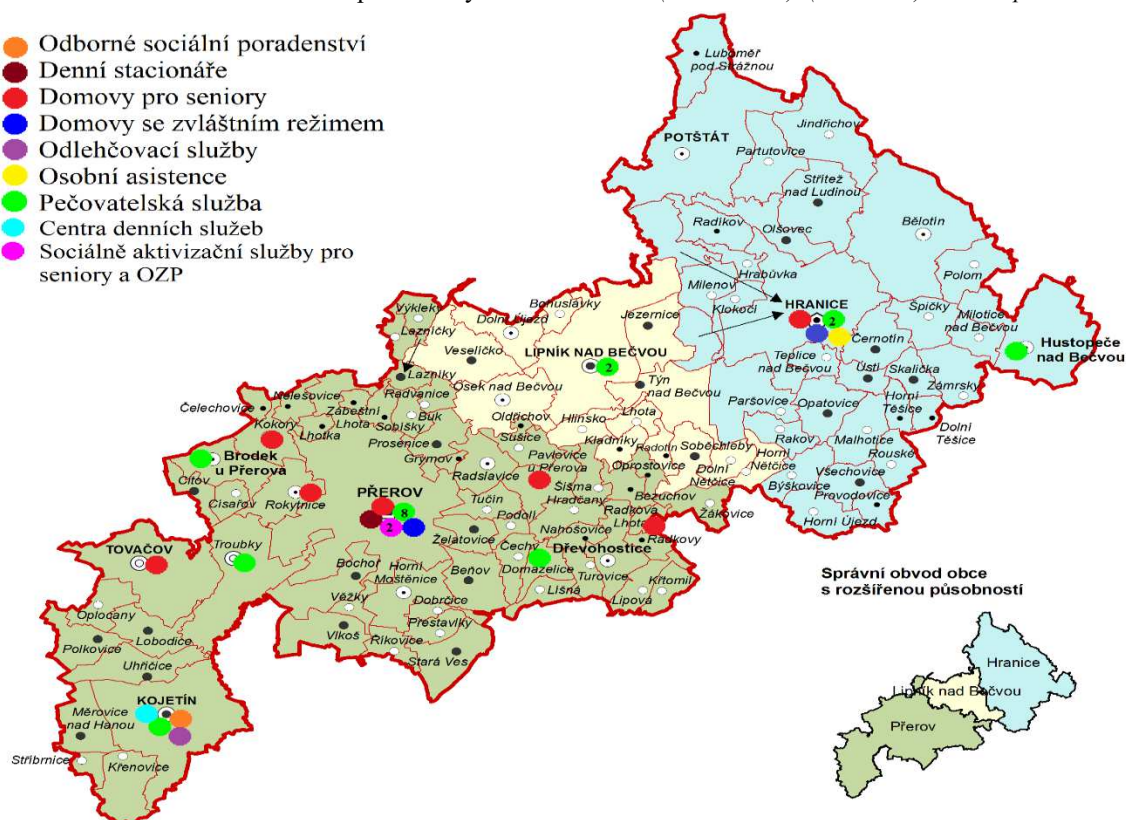 Odborné sociální poradenství
Denní stacionáře
Domovy pro seniory
Domovy se zvláštním režimem
Odlehčovací služby
Osobní asistence
Pečovatelská služba
Centra denních služeb
Sociálně aktivizační služby pro
seniory a OZP
Luboměř
pod Strážnou
Jindřichov
POTŠTÁT
Partutovice
Střítež
nad Ludinou
Radíkov
Olšovec
Bělotín
Hrabůvka
Polom
Milenov
Klokočí
HRANICE
2
Špičky
Milotice
nad Bečvou
Hustopeče
nad Bečvou
Černotín
Teplice
nad Bečvou
Ústí
Skalička
Zámrsky
Horní
Těšice
Dolní
Těšice
Paršovice
Opatovice
Rakov
Malhotice
Rouské
Všechovice
Býškovice
Provodovice
Horní Újezd
Výkleky
Lazníčky
Dolní Újezd
Bohuslávky
Jezernice
Veselíčko
LIPNÍK NAD BEČVOU
2
Lazníky
Osek nad Bečvou
Týn
nad Bečvou
Radvanice
Buk
Oldřichov
Hlinsko
Lhota
Kladníky
Radotín
Soběchleby
Horní
Nětčice
Dolní
Nětčice
Žákovice
Oprostovice
Bezuchov
Sušice
Pavlovice
u Přerova
Radslavice
Šišma
Hradčany
Radkova
Lhota
Radkovy
Nahošovice
Čelechovice
Nelešovice
Kokory
Lhotka
Zábeštní
Lhota
Sobíšky
Prosenice
Grymov
Brodek
u Přerova
Citov
Císařov
Rokytnice
PŘEROV
8
2
Tučín
Podolí
Želatovice
Čechy
Domaželice
Dřevohostice
Turovice
Líšná
Lipová
Křtomil
TOVAČOV
Troubky
Bochoř
Horní
Moštěnice
Beňov
Věžky
Dobrčice
Přestavlky
Vlkoš
Říkovice
Stará Ves
Oplocany
Lobodice
Polkovice
Uhřičice
KOJETÍN
Měrovice
nad Hanou
Stříbrnice
Křenovice
Správní obvod obce
s rozšířenou působností
Hranice
Lipník nad Bečvou
Přerov